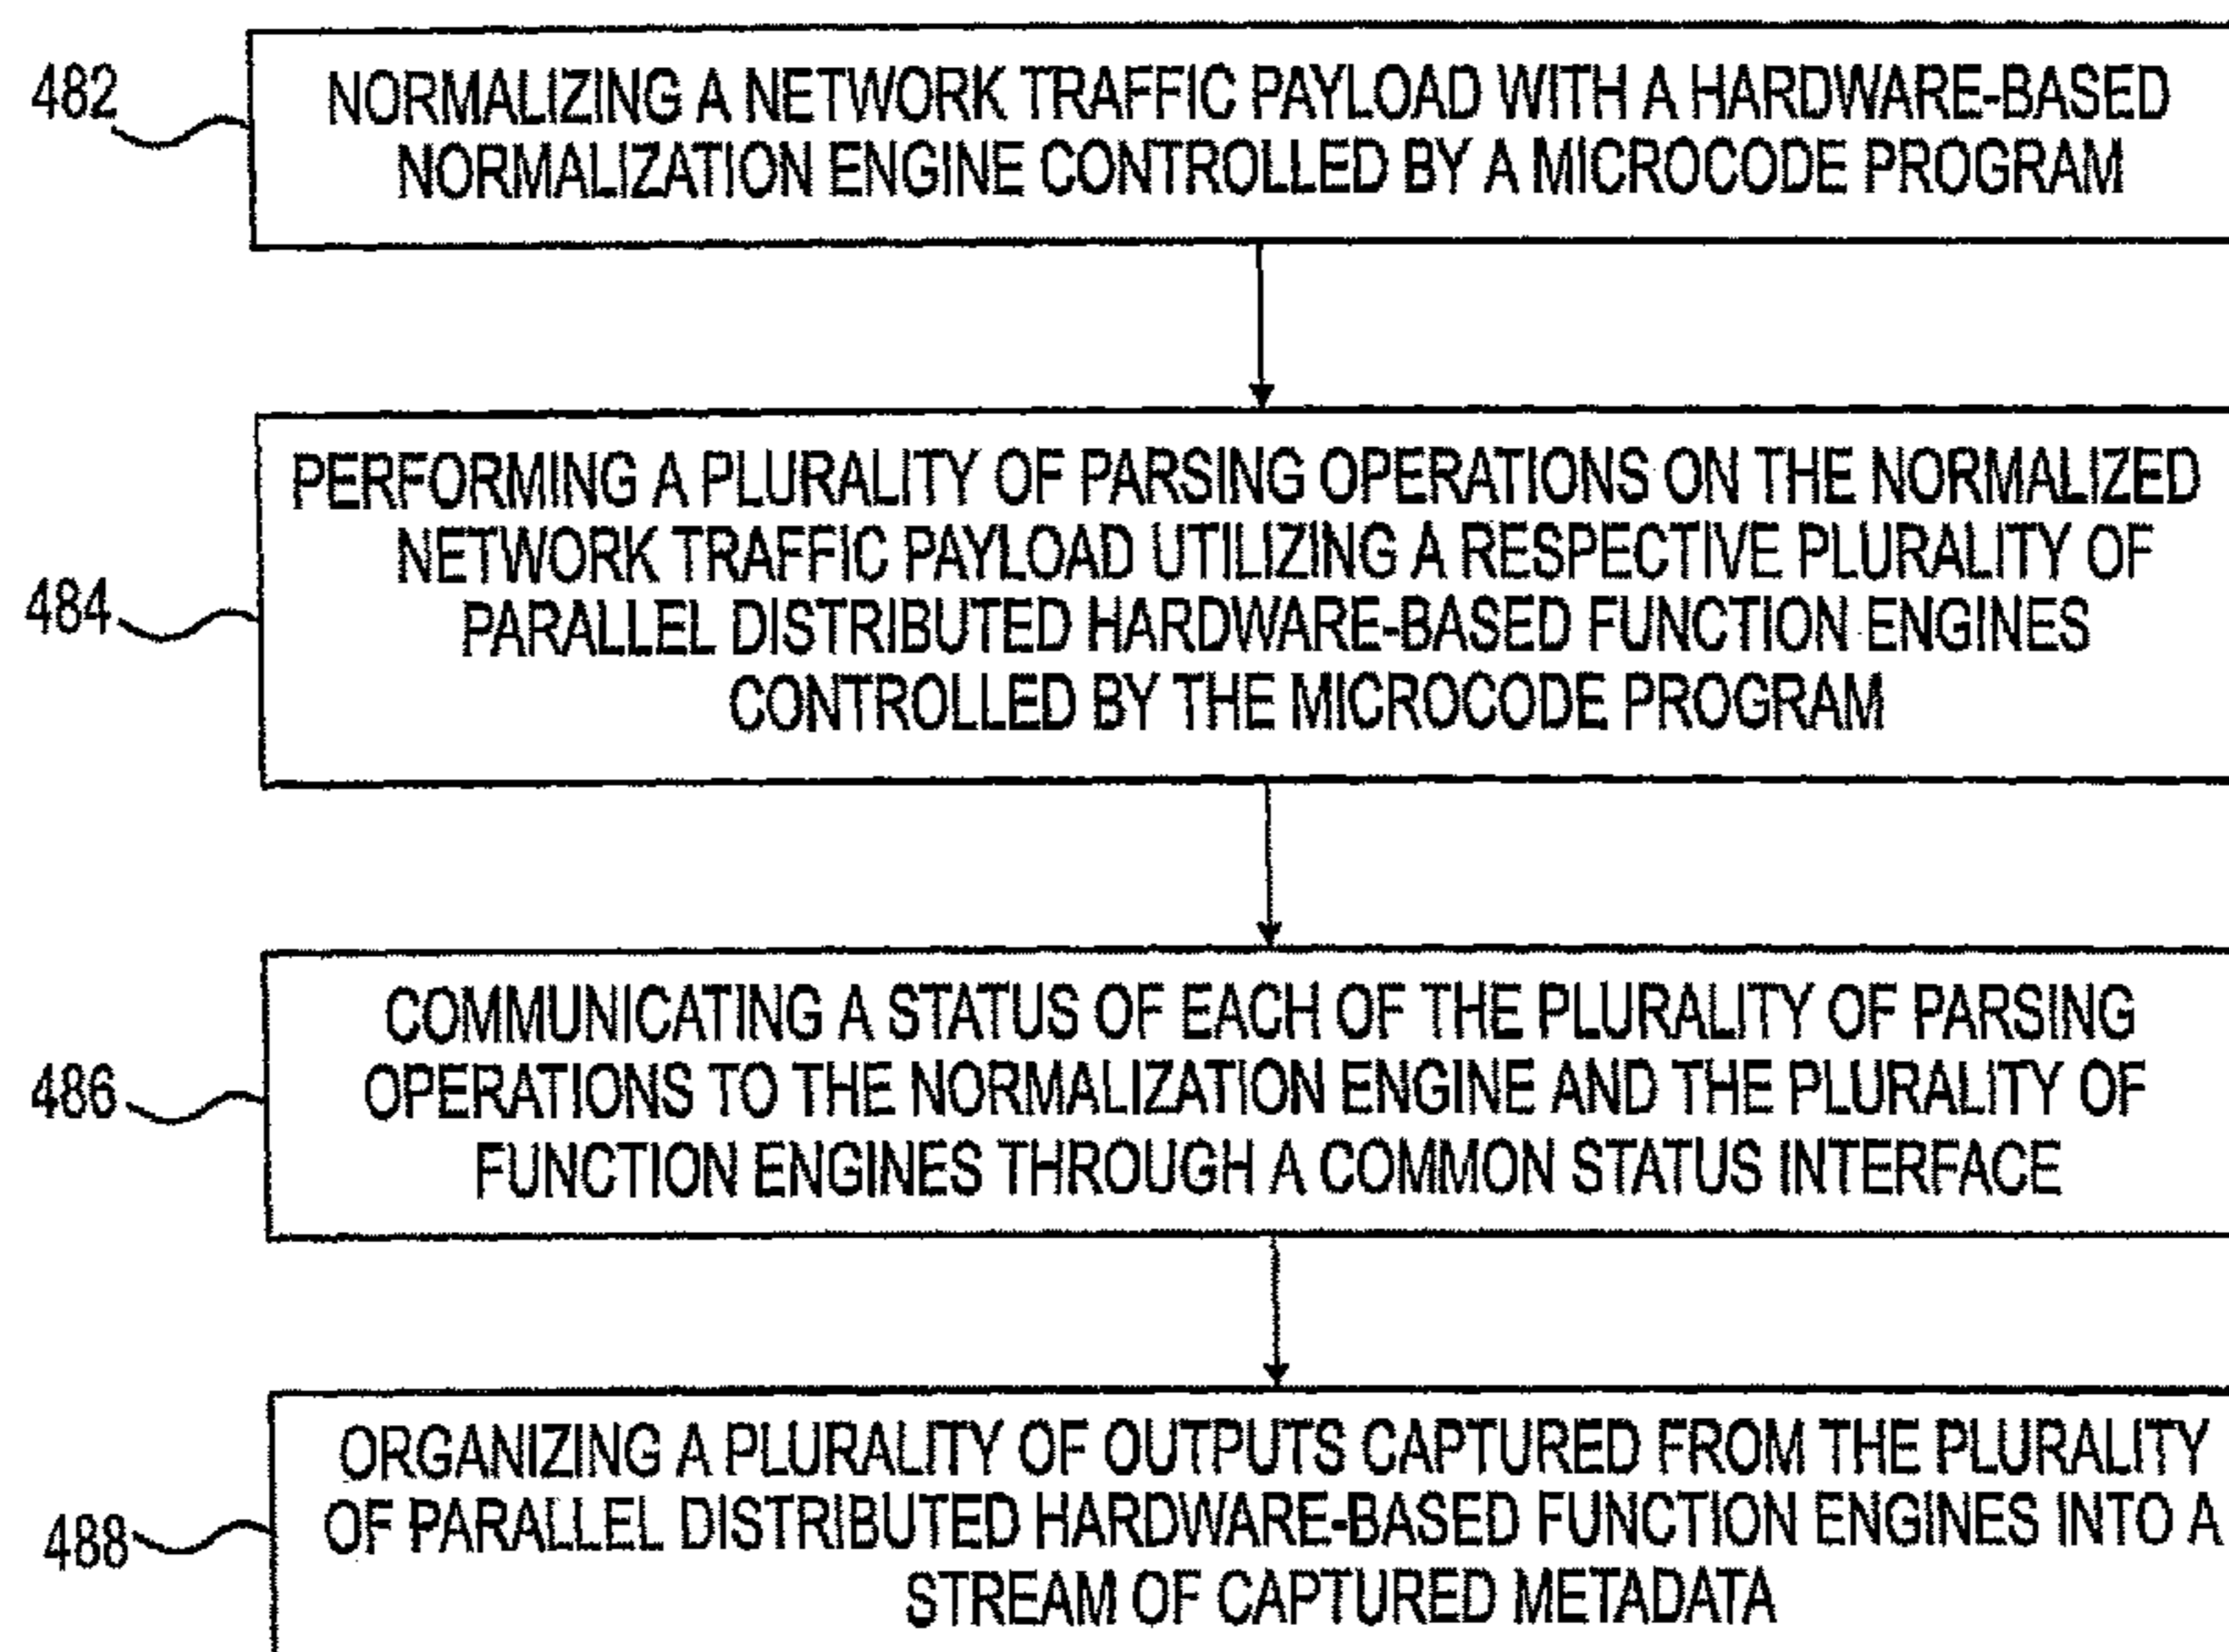 482
NORMALIZING A NETWORK TRAFFIC PAYLOAD WITH A HARDWARE-BASED
NORMALIZATION ENGINE CONTROLLED BY A MICROCODE PROGRAM
PERFORMING A PLURALITY OF PARSING OPERATIONS ON THE NORMALIZED
NETWORK TRAFFIC PAYLOAD UTILIZING A RESPECTIVE PLURALITY OF
484
PARALLEL DISTRIBUTED HARDWARE-BASED FUNCTION ENGINES
CONTROLLED BY THE MICROCODE PROGRAM
COMMUNICATING A STATUS OF EACH OF THE PLURALITY OF PARSING
486
OPERATIONS TO THE NORMALIZATION ENGINE AND THE PLURALITY OF
FUNCTION ENGINES THROUGH A COMMON STATUS INTERFACE
ORGANIZING A PLURALITY OF OUTPUTS CAPTURED FROM THE PLURALITY
488
OF PARALLEL DISTRIBUTED HARDWARE-BASED FUNCTION ENGINES INTO A
STREAM OF CAPTURED METADATA